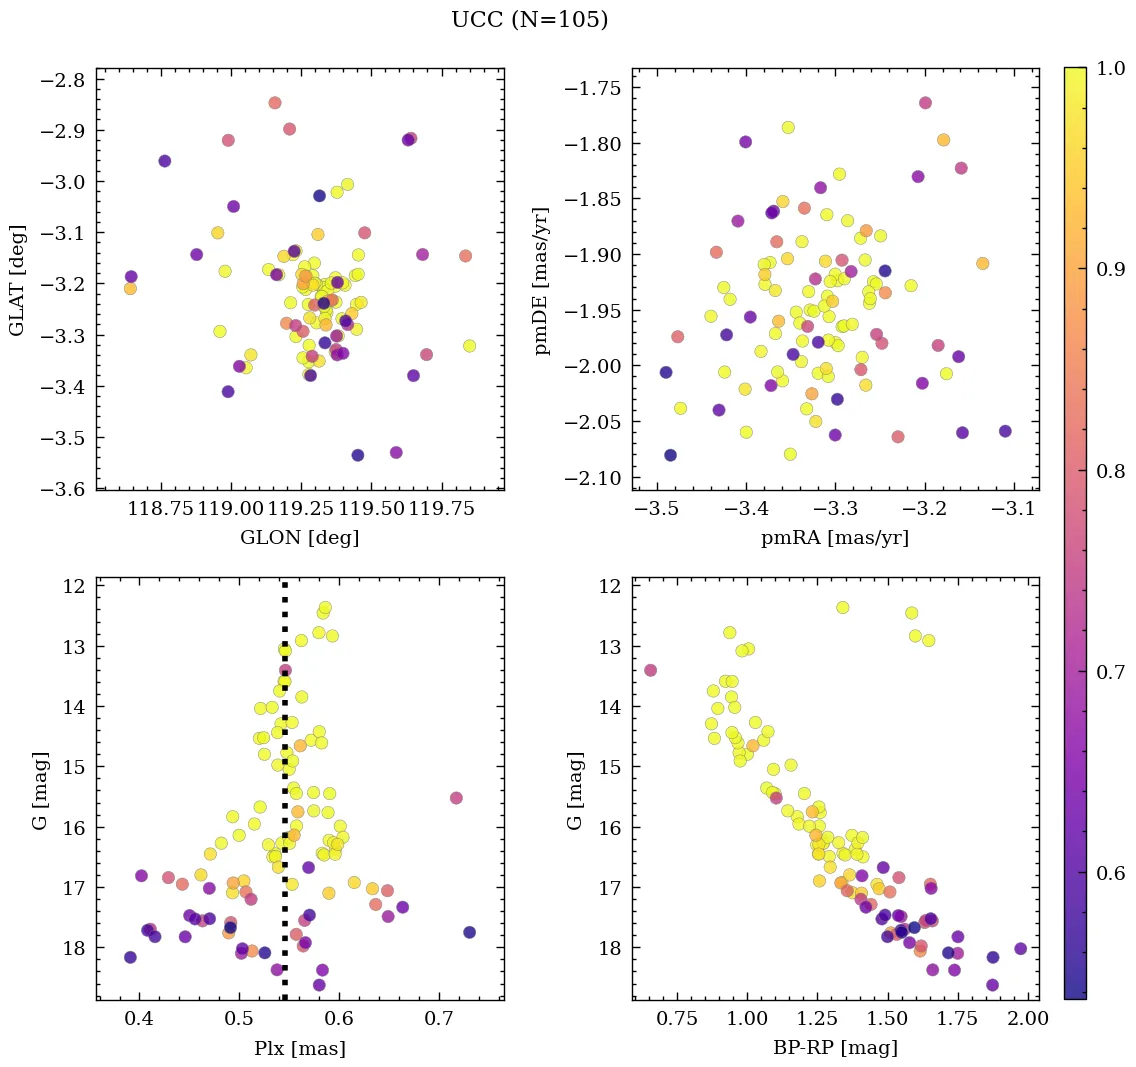 UCC (N=105)
−2.8
−2.9
−3.0
−3.1
−3.2
−3.3
−3.4
−3.5
−3.6
GLAT [deg]
118.75 119.00 119.25 119.50 119.75
GLON [deg]
−1.75
−1.80
−1.85
−1.90
−1.95
−2.00
−2.05
−2.10
pmDE [mas/yr]
−3.5 −3.4 −3.3 −3.2 −3.1
pmRA [mas/yr]
1.0
0.9
0.8
0.7
0.6
12
13
14
15
16
17
18
G [mag]
0.4 0.5 0.6 0.7
Plx [mas]
12
13
14
15
16
17
18
G [mag]
0.75 1.00 1.25 1.50 1.75 2.00
BP-RP [mag]